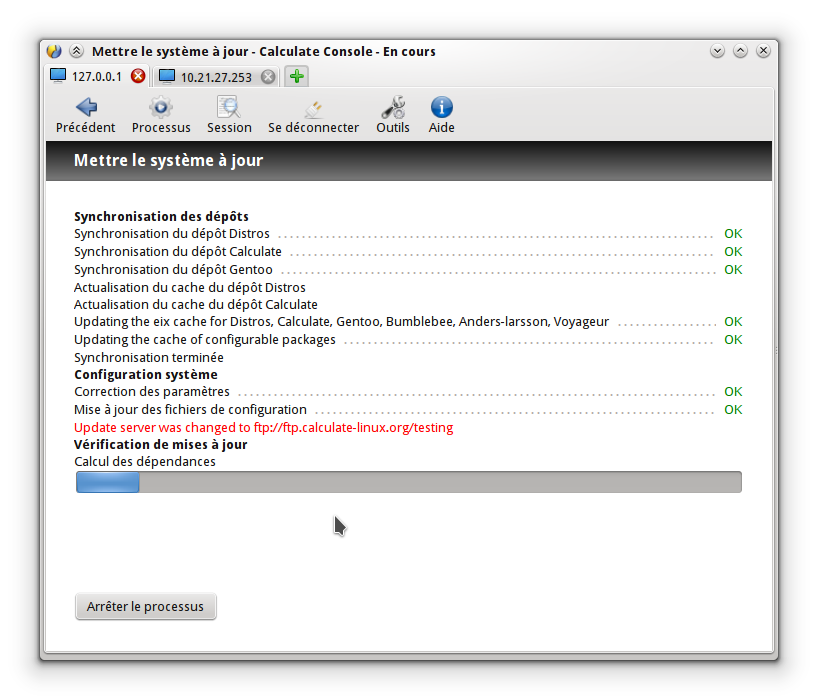 Mettre le système à jour - Calculate Console - En cours
127.0.0.1 10.21.27.253
Précédent Processus Session Se déconnecter Outils Aide
Mettre le système à jour
Synchronisation des dépôts
Synchronisation du dépôt Distros OK
Synchronisation du dépôt Calculate OK
Synchronisation du dépôt Gentoo OK
Actualisation du cache du dépôt Distros
Actualisation du cache du dépôt Calculate
Updating the eix cache for Distros, Calculate, Gentoo, Bumblebee, Anders-larsson, Voyageur OK
Updating the cache of configurable packages OK
Synchronisation terminée
Configuration système
Correction des paramètres OK
Mise à jour des fichiers de configuration OK
Update server was changed to ftp://ftp.calculate-linux.org/testing
Vérification de mises à jour
Calcul des dépendances
Arrêter le processus